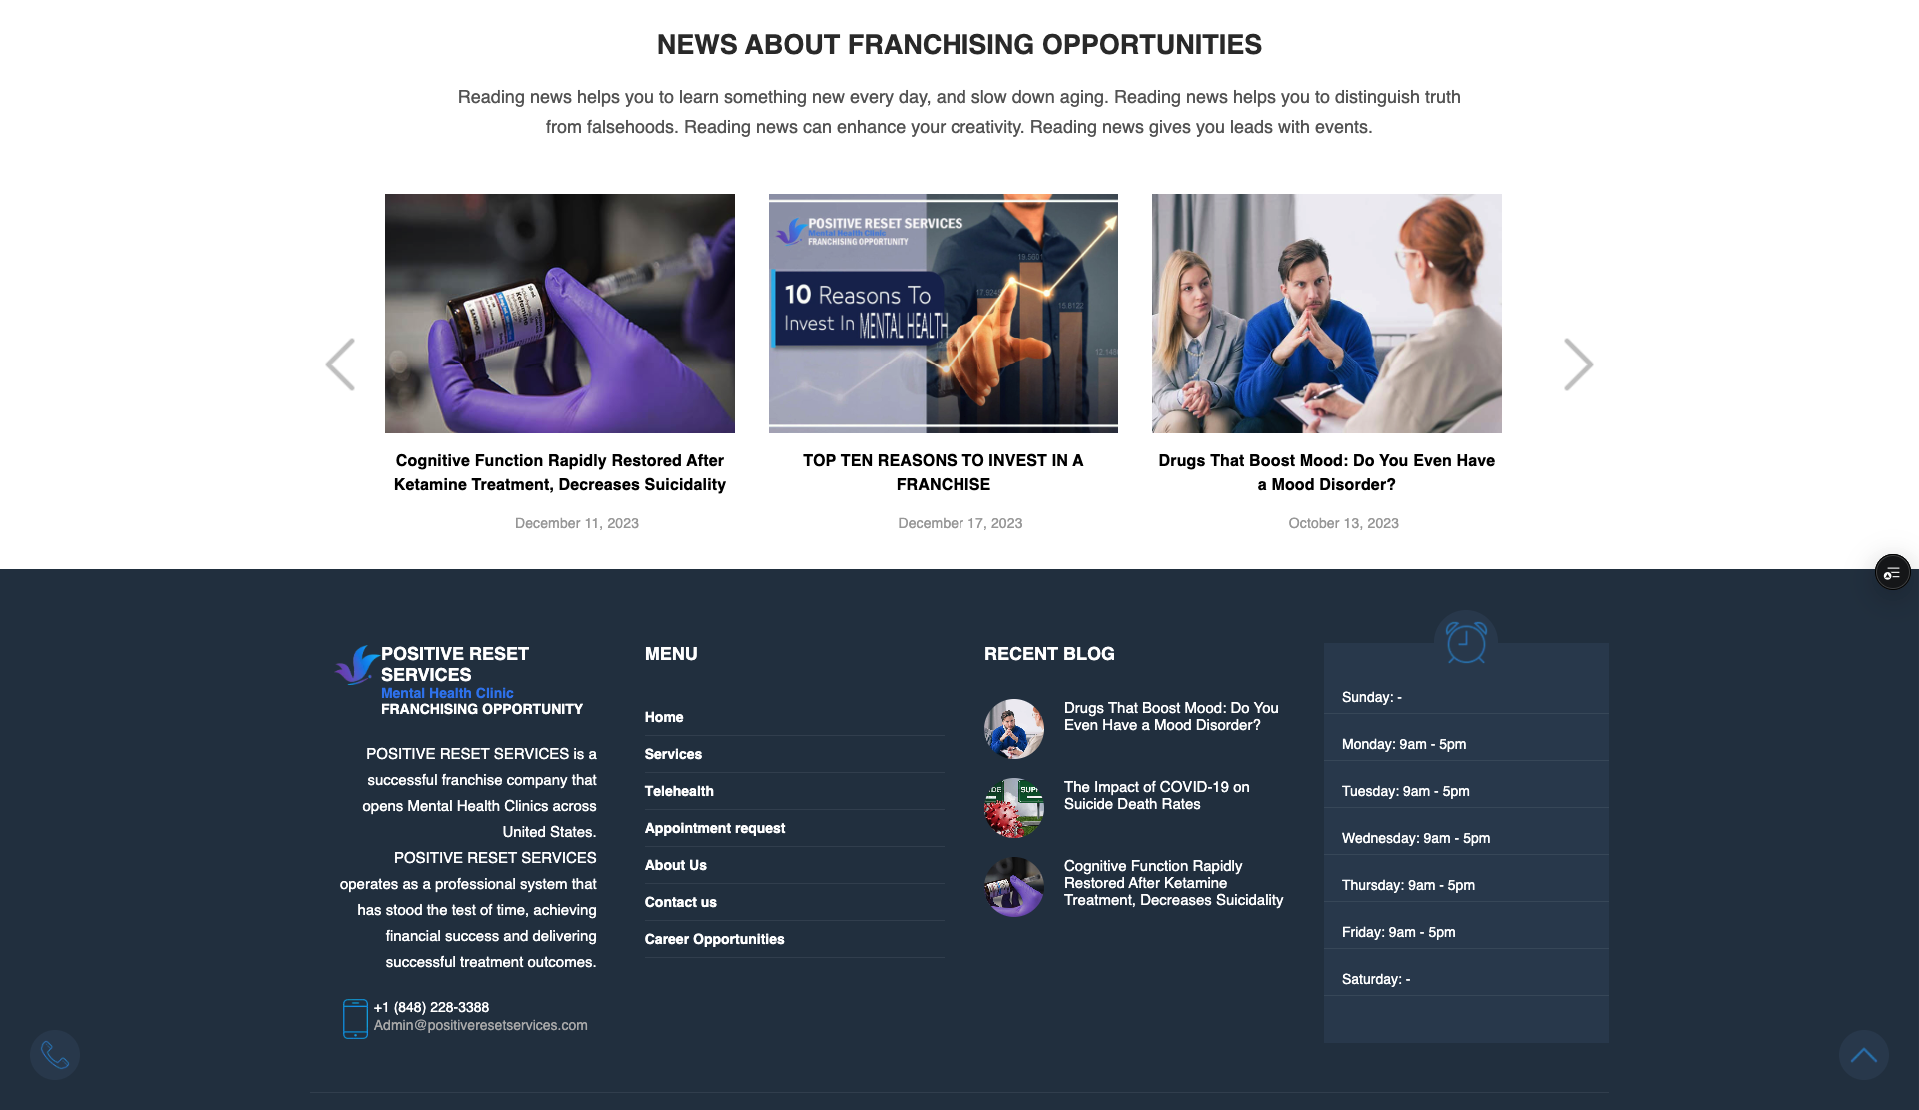 NEWS ABOUT FRANCHISING OPPORTUNITIES
Reading news helps you to learn something new every day, and slow down aging. Reading news helps you to distinguish truth
from falsehoods. Reading news can enhance your creativity. Reading news gives you leads with events.
Ketamine
SANDOZ
POSITIVE RESET SERVICES
Mental Health Clinic
FRANCHISING OPPORTUNITY
10 Reasons To
Invest In MENTAL HEALTH
Cognitive Function Rapidly Restored After
Ketamine Treatment, Decreases Suicidality
December 11, 2023
TOP TEN REASONS TO INVEST IN A
FRANCHISE
December 17, 2023
Drugs That Boost Mood: Do You Even Have
a Mood Disorder?
October 13, 2023
POSITIVE RESET
SERVICES
Mental Health Clinic
FRANCHISING OPPORTUNITY
POSITIVE RESET SERVICES is a
successful franchise company that
opens Mental Health Clinics across
United States.
POSITIVE RESET SERVICES
operates as a professional system that
has stood the test of time, achieving
financial success and delivering
successful treatment outcomes.
+1 (848) 228-3388
Admin@positiveresetservices.com
MENU
Home
Services
Telehealth
Appointment request
About Us
Contact us
Career Opportunities
RECENT BLOG
Drugs That Boost Mood: Do You
Even Have a Mood Disorder?
The Impact of COVID-19 on
Suicide Death Rates
Cognitive Function Rapidly
Restored After Ketamine
Treatment, Decreases Suicidality
Sunday: -
Monday: 9am - 5pm
Tuesday: 9am - 5pm
Wednesday: 9am - 5pm
Thursday: 9am - 5pm
Friday: 9am - 5pm
Saturday: -